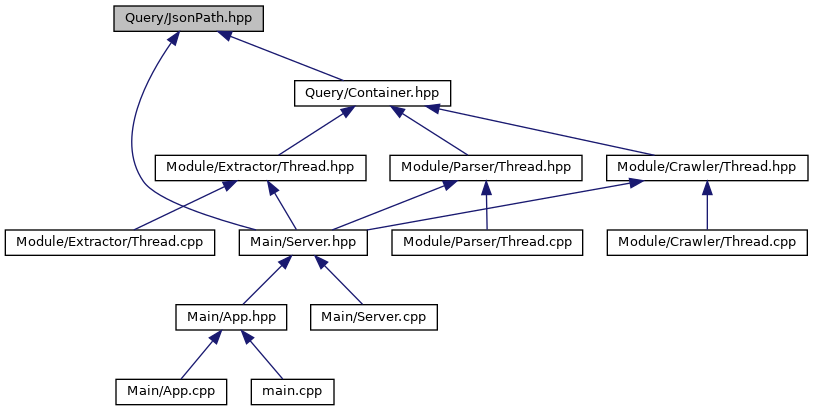 Query/JsonPath.hpp
Query/Container.hpp
Module/Extractor/Thread.hpp
Module/Parser/Thread.hpp
Module/Crawler/Thread.hpp
Module/Extractor/Thread.cpp
Main/Server.hpp
Module/Parser/Thread.cpp
Module/Crawler/Thread.cpp
Main/App.hpp
Main/Server.cpp
Main/App.cpp
main.cpp